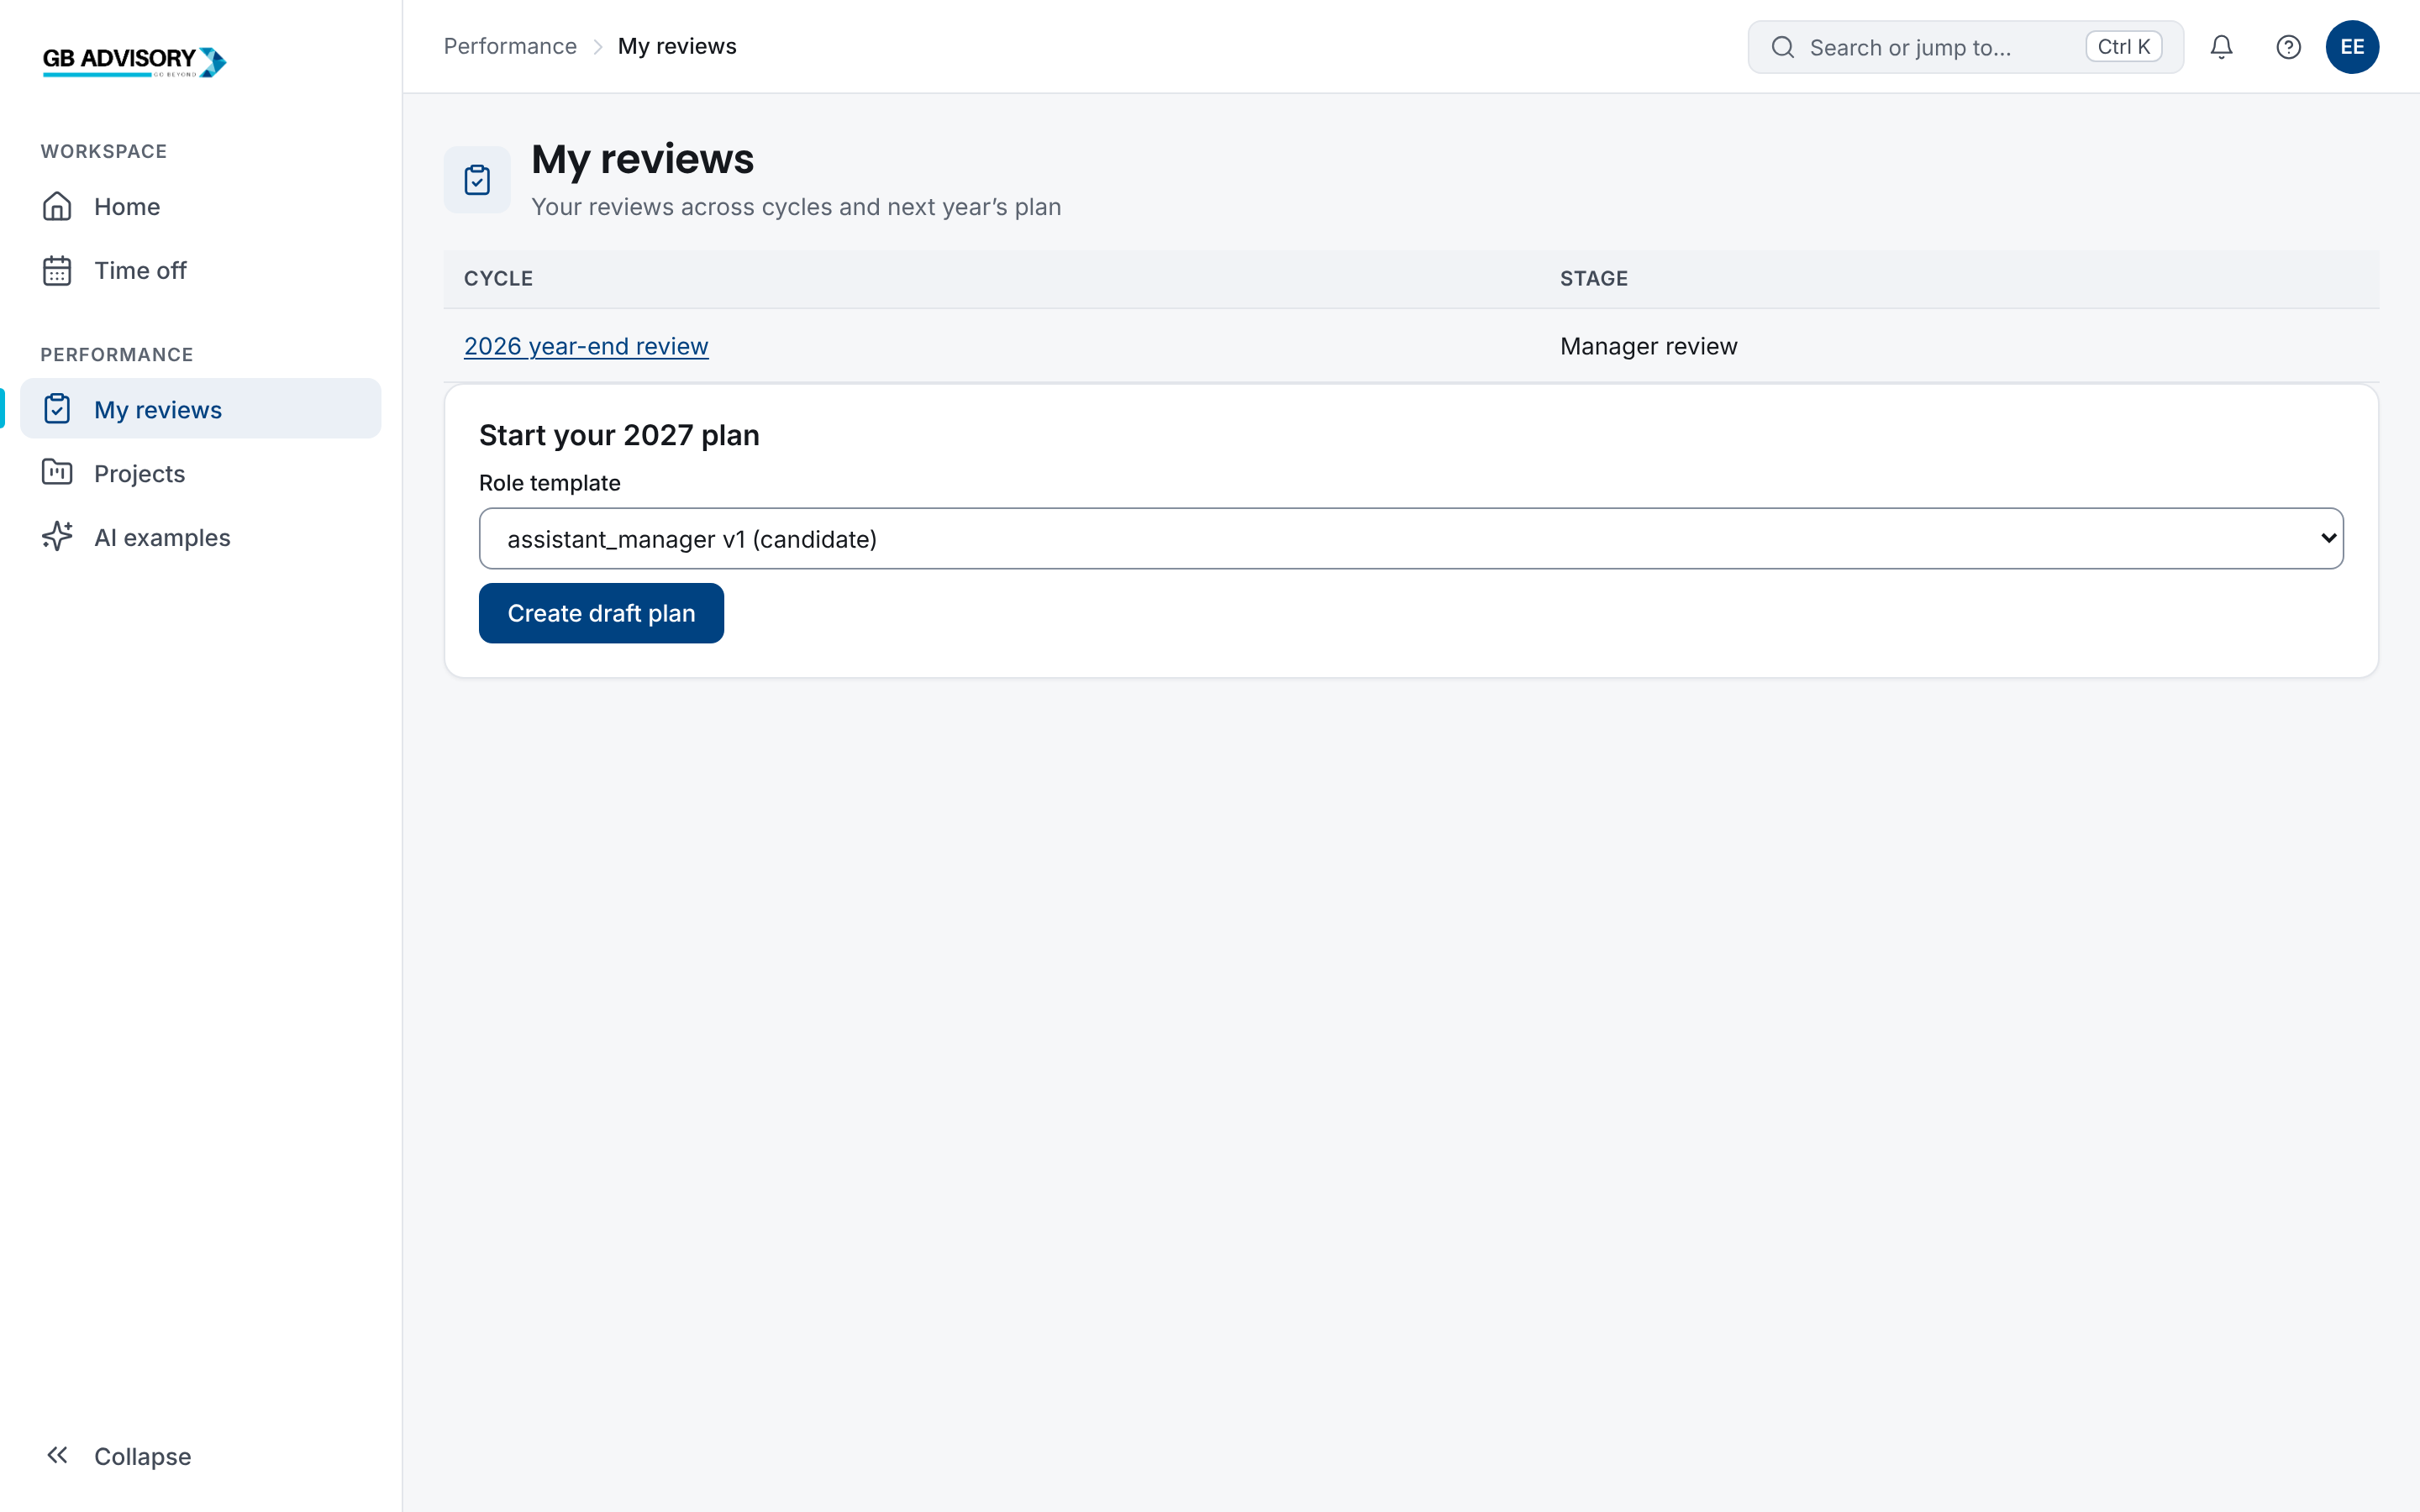 GB ADVISORY
GO BEYOND
WORKSPACE
Home
Time off
PERFORMANCE
My reviews
Projects
AI examples
Collapse
Performance
My reviews
Search or jump to...
Ctrl K
EE
My reviews
Your reviews across cycles and next year’s plan
CYCLE
STAGE
2026 year-end review
Manager review
Start your 2027 plan
Role template
assistant_manager v1 (candidate)
Create draft plan